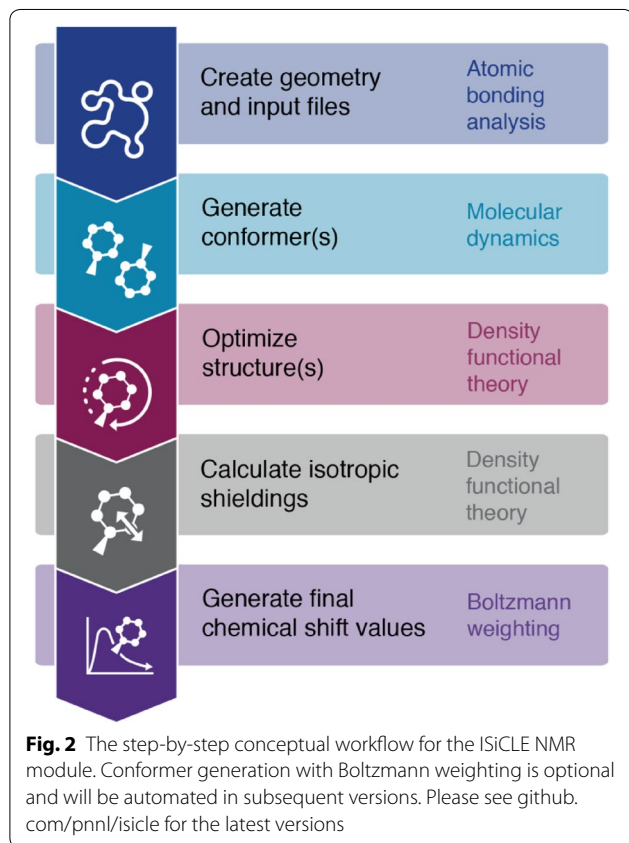 Create geometry
and input files
Atomic
bonding
analysis
Generate
conformer(s)
Molecular
dynamics
Optimize
structure(s)
Density
functional
theory
Calculate isotropic
shieldings
Density
functional
theory
Generate final
chemical shift values
Boltzmann
weighting
Fig. 2 The step-by-step conceptual workflow for the ISiCLE NMR
module. Conformer generation with Boltzmann weighting is optional
and will be automated in subsequent versions. Please see github.
com/pnnl/isicle for the latest versions